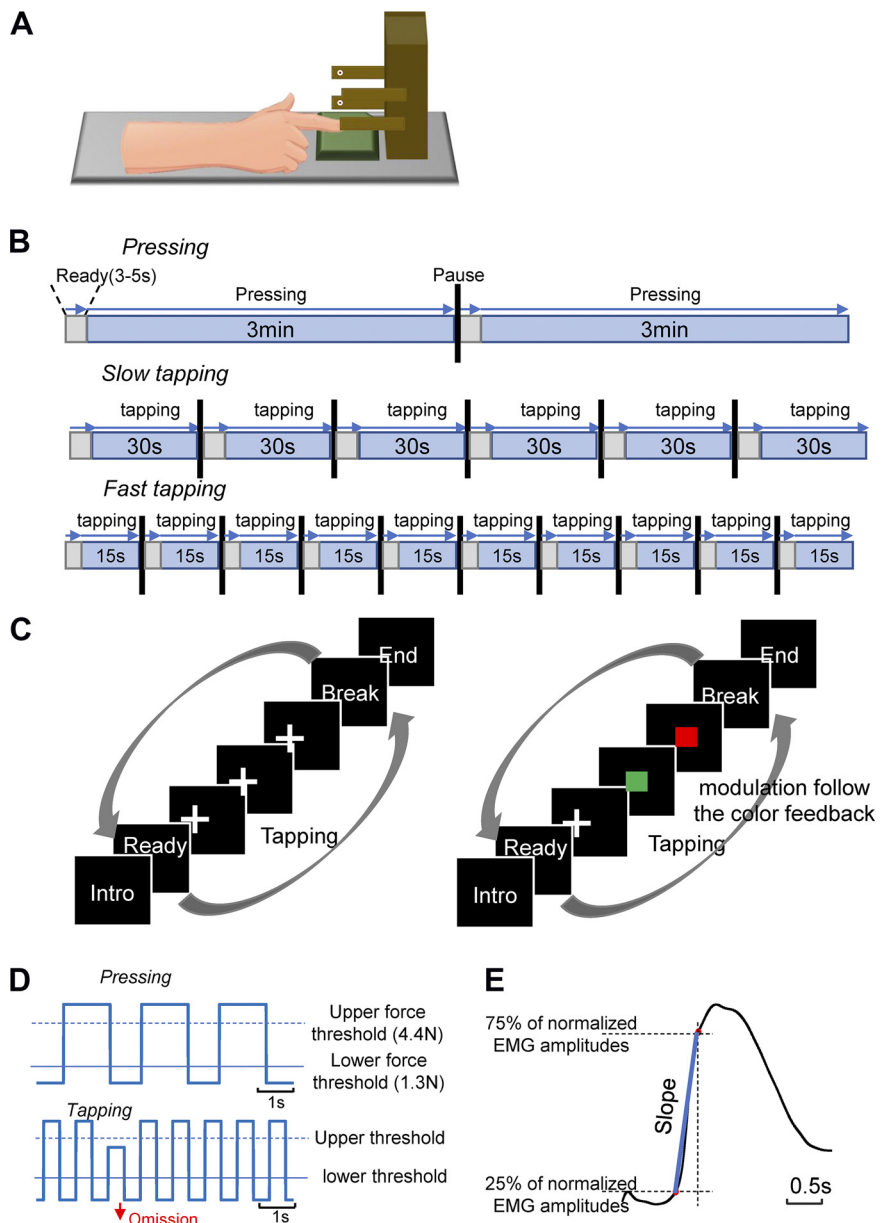 A
B
Pressing
Ready(3-5s)
Pause
Pressing
Pressing
3min
3min
Slow tapping
tapping tapping tapping tapping tapping tapping
30s 30s 30s 30s 30s 30s
Fast tapping
tapping tapping tapping tapping tapping tapping tapping tapping tapping tapping
15s 15s 15s 15s 15s 15s 15s 15s 15s 15s
C
End
Break
Tapping
Ready
Intro
End
Break
modulation follow
the color feedback
Tapping
Ready
Intro
D
Pressing
Upper force
threshold (4.4N)
Lower force
threshold (1.3N)
1s
Tapping
Upper threshold
lower threshold
Omission
1s
E
75% of normalized
EMG amplitudes
Slope
25% of normalized
EMG amplitudes
0.5s